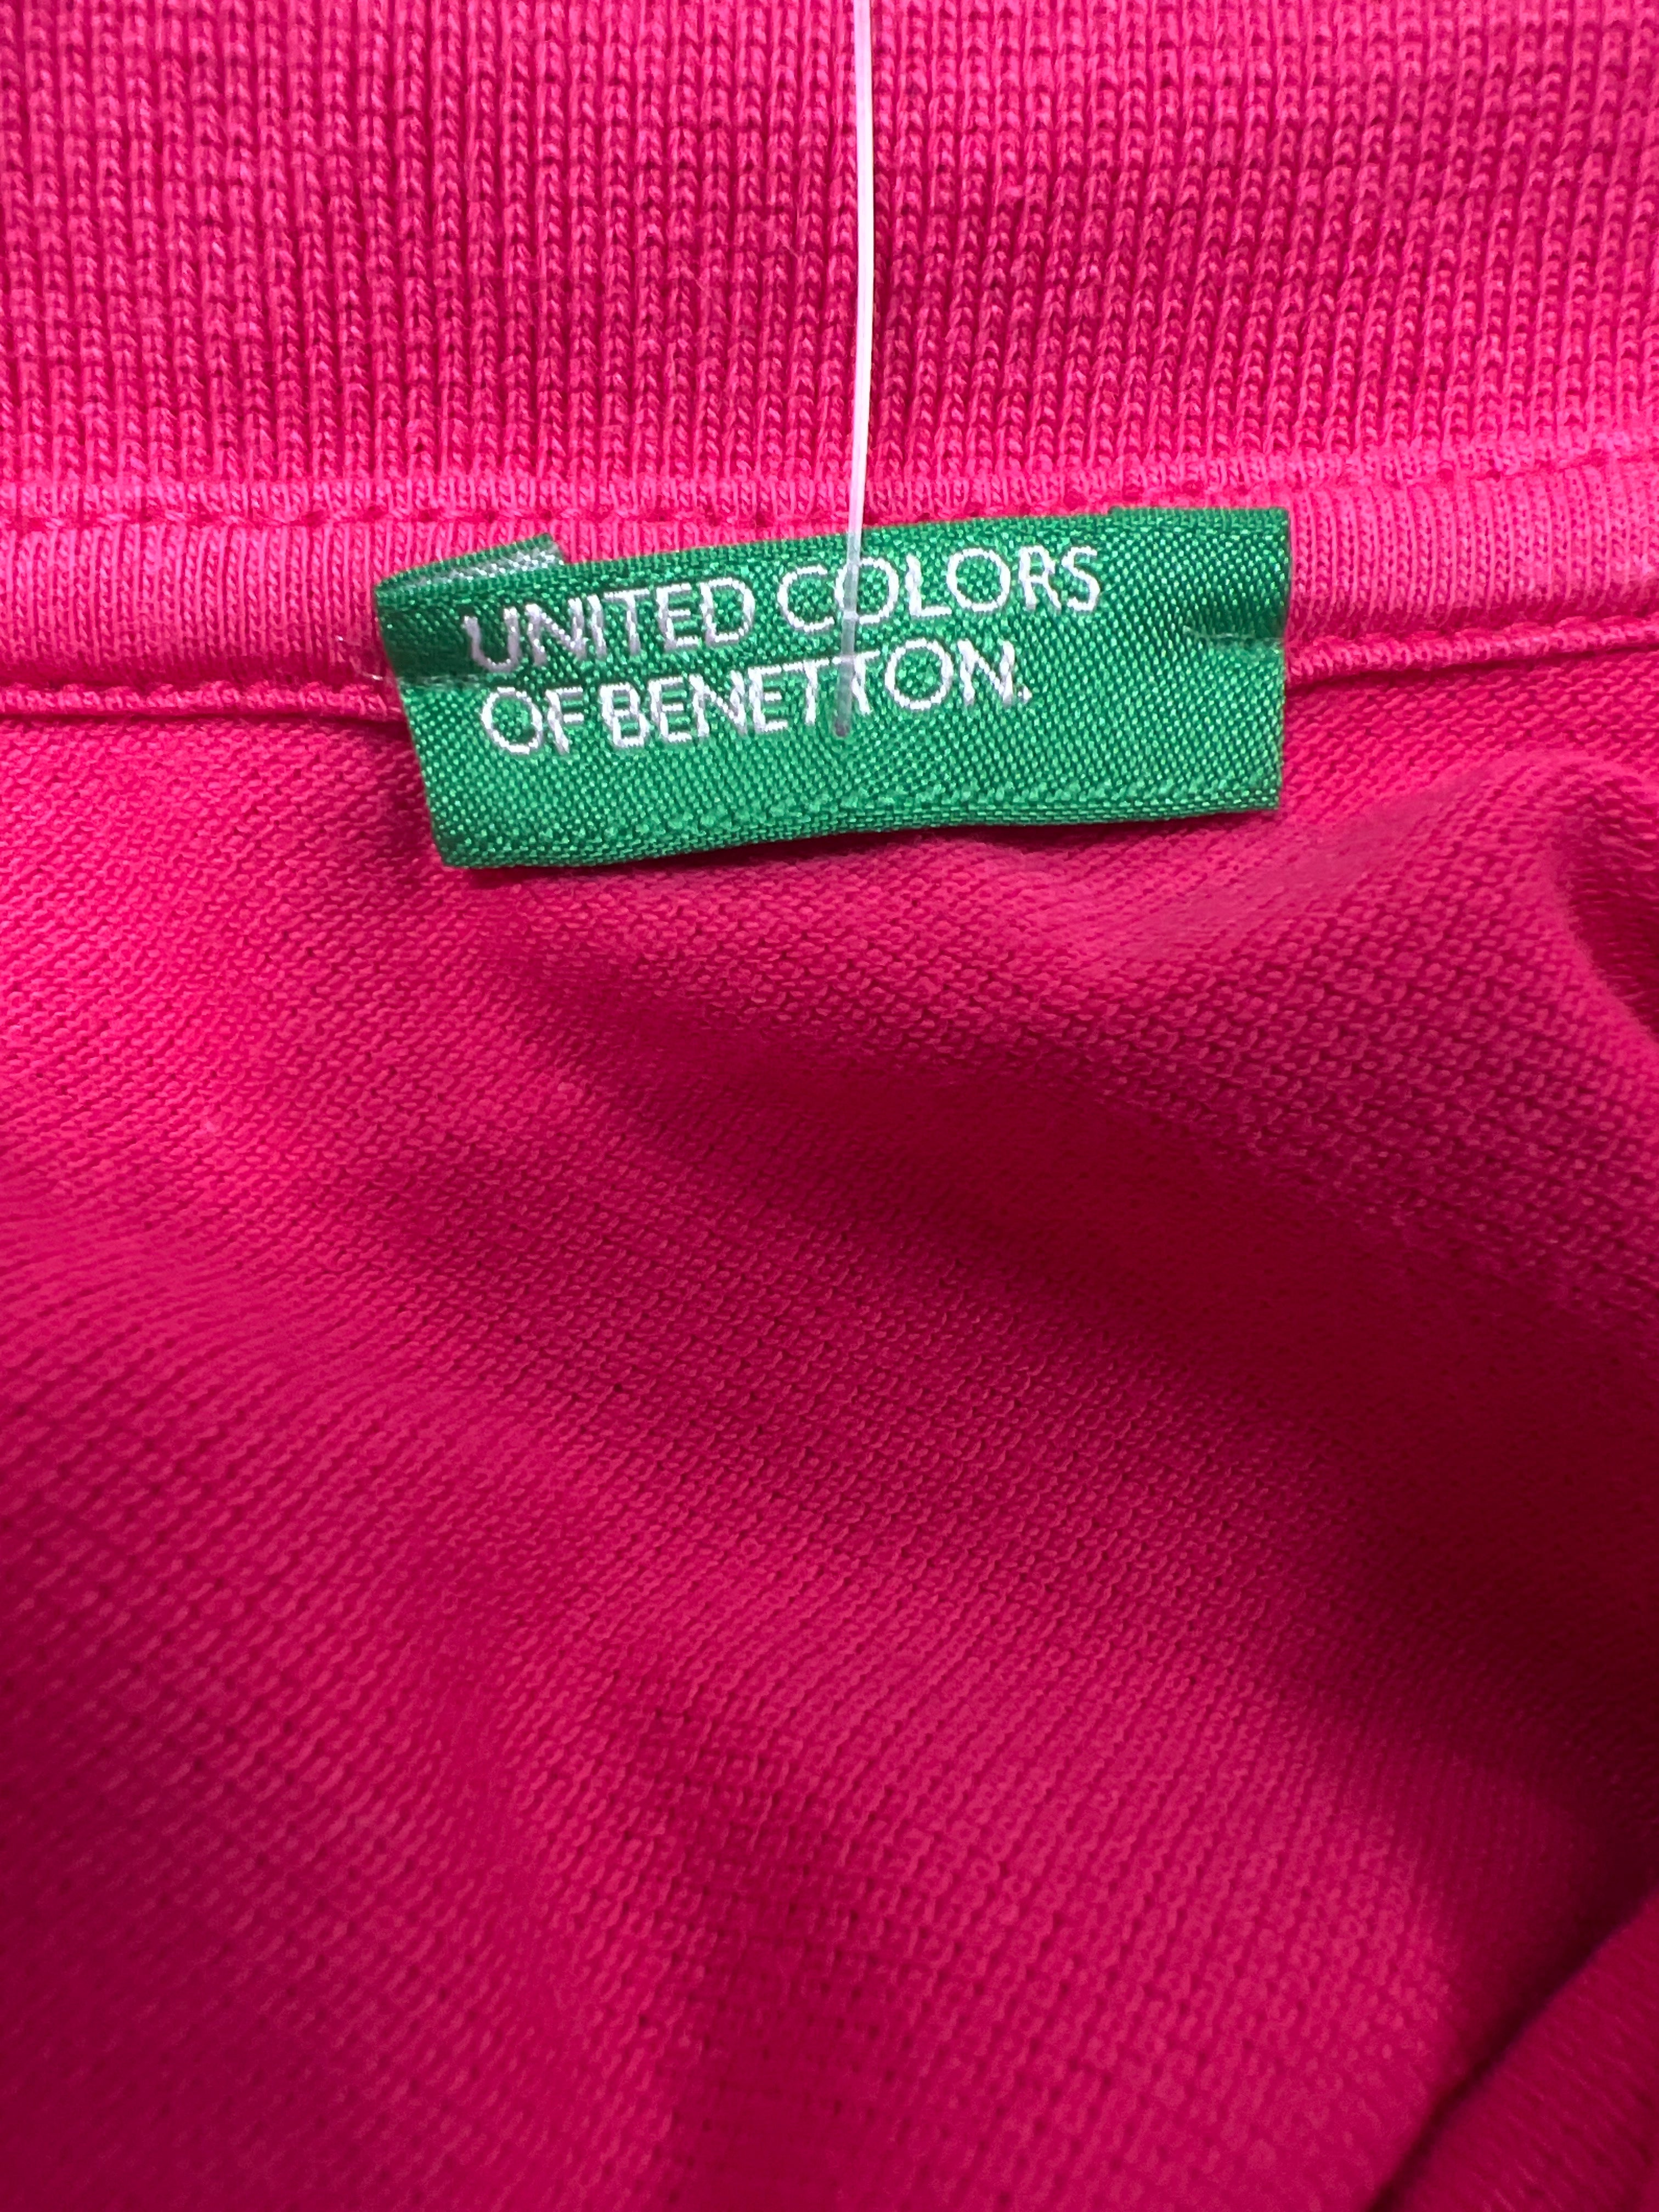 UNITED COLORS
OF BENETTON.